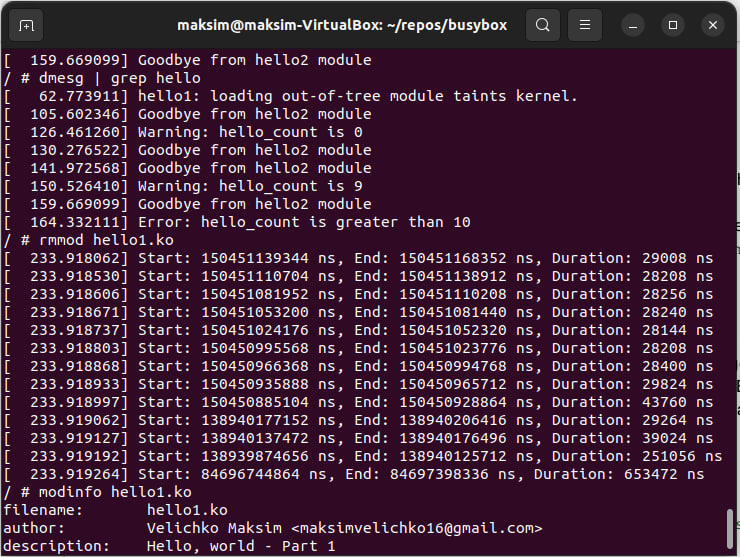 maksim@maksim-VirtualBox: ~/repos/busybox
[  159.669099] Goodbye from hello2 module
/ # dmesg | grep hello
[   62.773911] hello1: loading out-of-tree module taints kernel.
[  105.602346] Goodbye from hello2 module
[  126.461260] Warning: hello_count is 0
[  130.276522] Goodbye from hello2 module
[  141.972568] Goodbye from hello2 module
[  150.526410] Warning: hello_count is 9
[  159.669099] Goodbye from hello2 module
[  164.332111] Error: hello_count is greater than 10
/ # rmmod hello1.ko
[  233.918062] Start: 150451139344 ns, End: 150451168352 ns, Duration: 29008 ns
[  233.918530] Start: 150451110704 ns, End: 150451138912 ns, Duration: 28208 ns
[  233.918606] Start: 150451081952 ns, End: 150451110208 ns, Duration: 28256 ns
[  233.918671] Start: 150451053200 ns, End: 150451081440 ns, Duration: 28240 ns
[  233.918737] Start: 150451024176 ns, End: 150451052320 ns, Duration: 28144 ns
[  233.918803] Start: 150450995568 ns, End: 150451023776 ns, Duration: 28208 ns
[  233.918868] Start: 150450966368 ns, End: 150450994768 ns, Duration: 28400 ns
[  233.918933] Start: 150450935888 ns, End: 150450965712 ns, Duration: 29824 ns
[  233.918997] Start: 150450885104 ns, End: 150450928864 ns, Duration: 43760 ns
[  233.919062] Start: 138940177152 ns, End: 138940206416 ns, Duration: 29264 ns
[  233.919127] Start: 138940137472 ns, End: 138940176496 ns, Duration: 39024 ns
[  233.919192] Start: 138939874656 ns, End: 138940125712 ns, Duration: 251056 ns
[  233.919264] Start: 84696744864 ns, End: 84697398336 ns, Duration: 653472 ns
/ # modinfo hello1.ko
filename:       hello1.ko
author:         Velichko Maksim <maksimvelichko16@gmail.com>
description:    Hello, world - Part 1